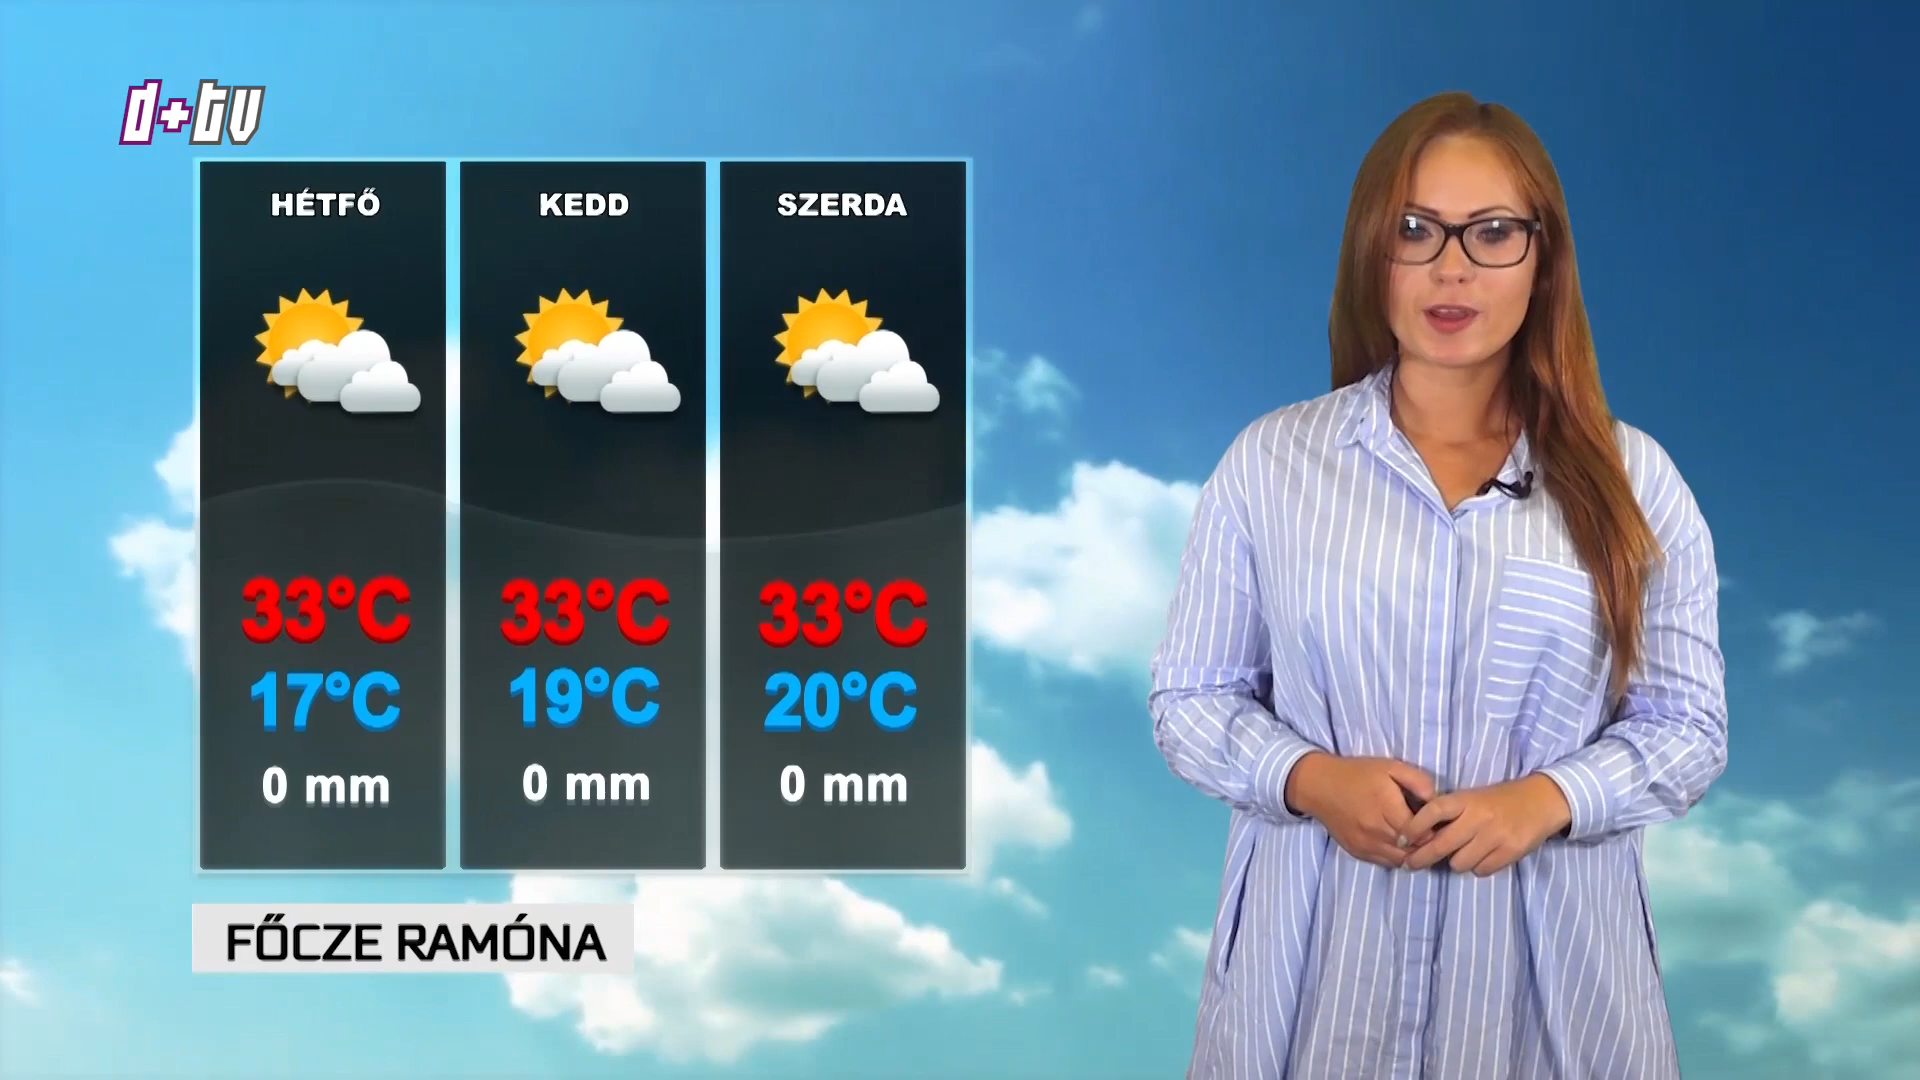 d+tv
HÉTFŐ
KEDD
SZERDA
33°C
33°C
33°C
17°C
19°C
20°C
0 mm
0 mm
0 mm
FŐCZE RAMÓNA